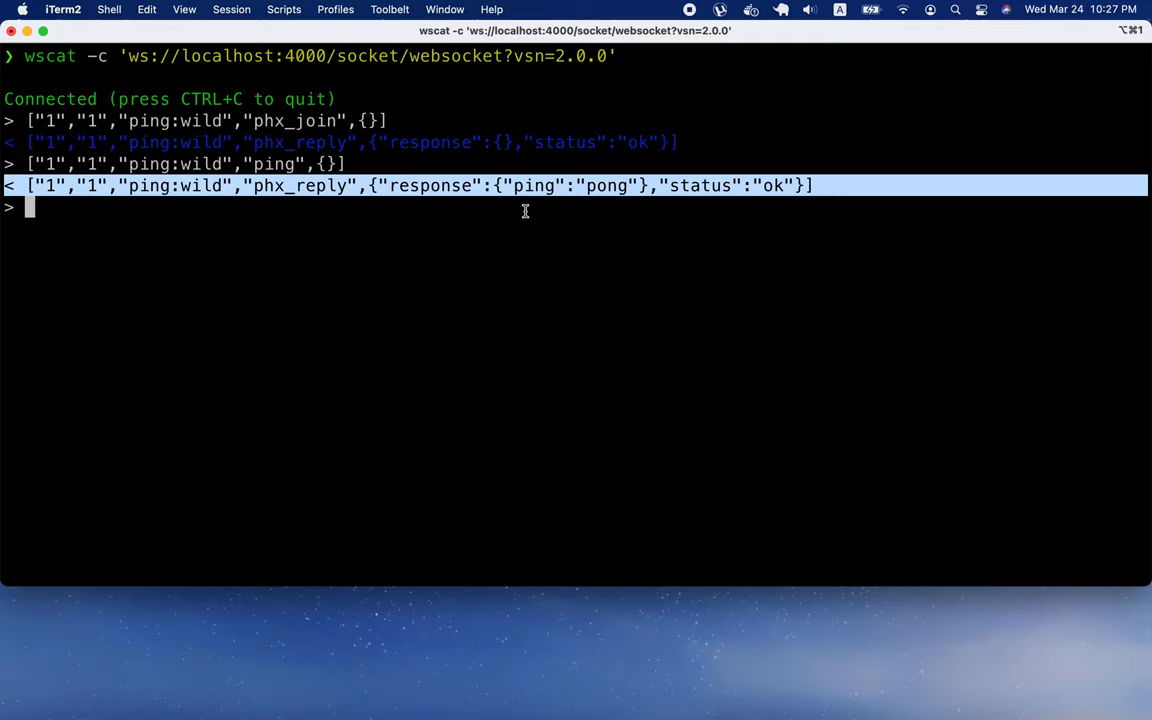 iTerm2 Shell Edit View Session Scripts Profiles Toolbelt Window Help A Wed Mar 24 10:27 PM
wscat -c 'ws://localhost:4000/socket/websocket?vsn=2.0.0' ⌥⌘1
❯ wscat -c 'ws://localhost:4000/socket/websocket?vsn=2.0.0'
Connected (press CTRL+C to quit)
> ["1","1","ping:wild","phx_join",{}]
< ["1","1","ping:wild","phx_reply",{"response":{},"status":"ok"}]
> ["1","1","ping:wild","ping",{}]
< ["1","1","ping:wild","phx_reply",{"response":{"ping":"pong"},"status":"ok"}]
>